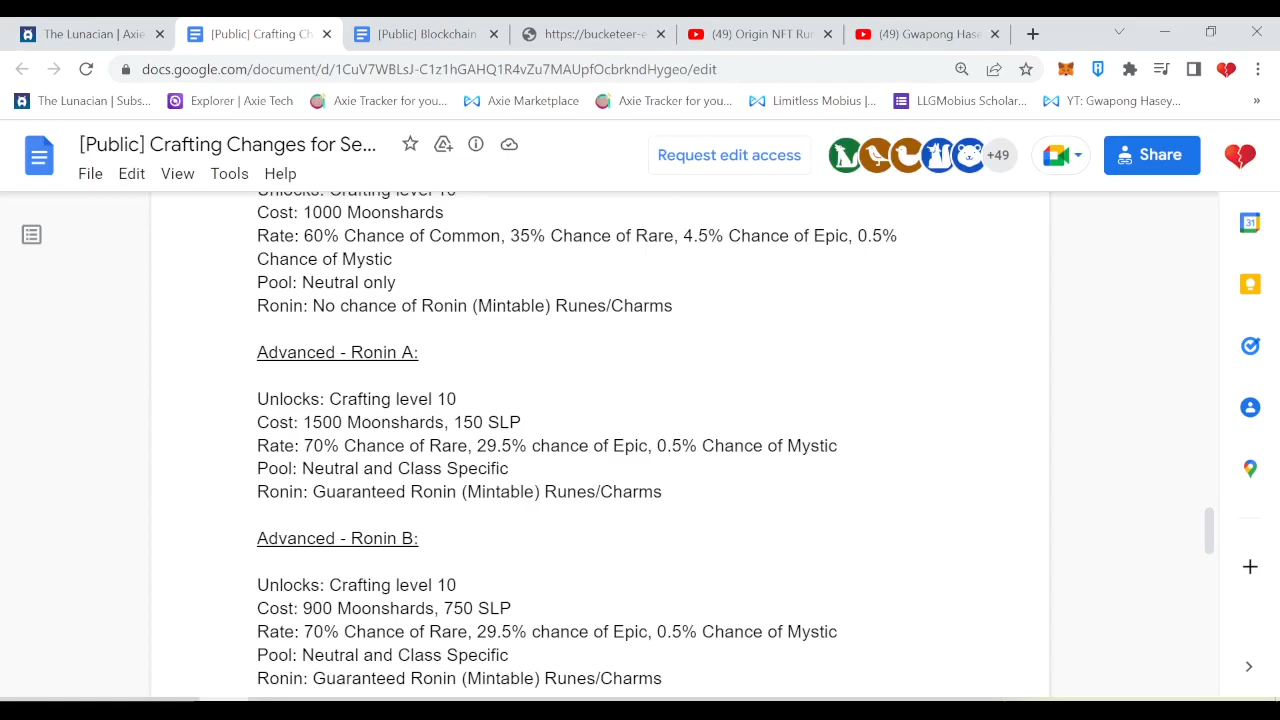 The Lunacian | Axie
[Public] Crafting Ch
[Public] Blockchain
https://bucketeer-e
(49) Origin NFT Run
(49) Gwapong Hase
docs.google.com/document/d/1CuV7WBLsJ-C1z1hGAHQ1R4vZu7MAUpfOcbrkndHygeo/edit
The Lunacian | Subs...
Explorer | Axie Tech
Axie Tracker for you...
Axie Marketplace
Axie Tracker for you...
Limitless Mobius |...
LLGMobius Scholar...
YT: Gwapong Hasey...
»
[Public] Crafting Changes for Se...
File Edit View Tools Help
Request edit access
+49
Share
31
Unlocks: Crafting level 10
Cost: 1000 Moonshards
Rate: 60% Chance of Common, 35% Chance of Rare, 4.5% Chance of Epic, 0.5%
Chance of Mystic
Pool: Neutral only
Ronin: No chance of Ronin (Mintable) Runes/Charms
Advanced - Ronin A:
Unlocks: Crafting level 10
Cost: 1500 Moonshards, 150 SLP
Rate: 70% Chance of Rare, 29.5% chance of Epic, 0.5% Chance of Mystic
Pool: Neutral and Class Specific
Ronin: Guaranteed Ronin (Mintable) Runes/Charms
Advanced - Ronin B:
Unlocks: Crafting level 10
Cost: 900 Moonshards, 750 SLP
Rate: 70% Chance of Rare, 29.5% chance of Epic, 0.5% Chance of Mystic
Pool: Neutral and Class Specific
Ronin: Guaranteed Ronin (Mintable) Runes/Charms